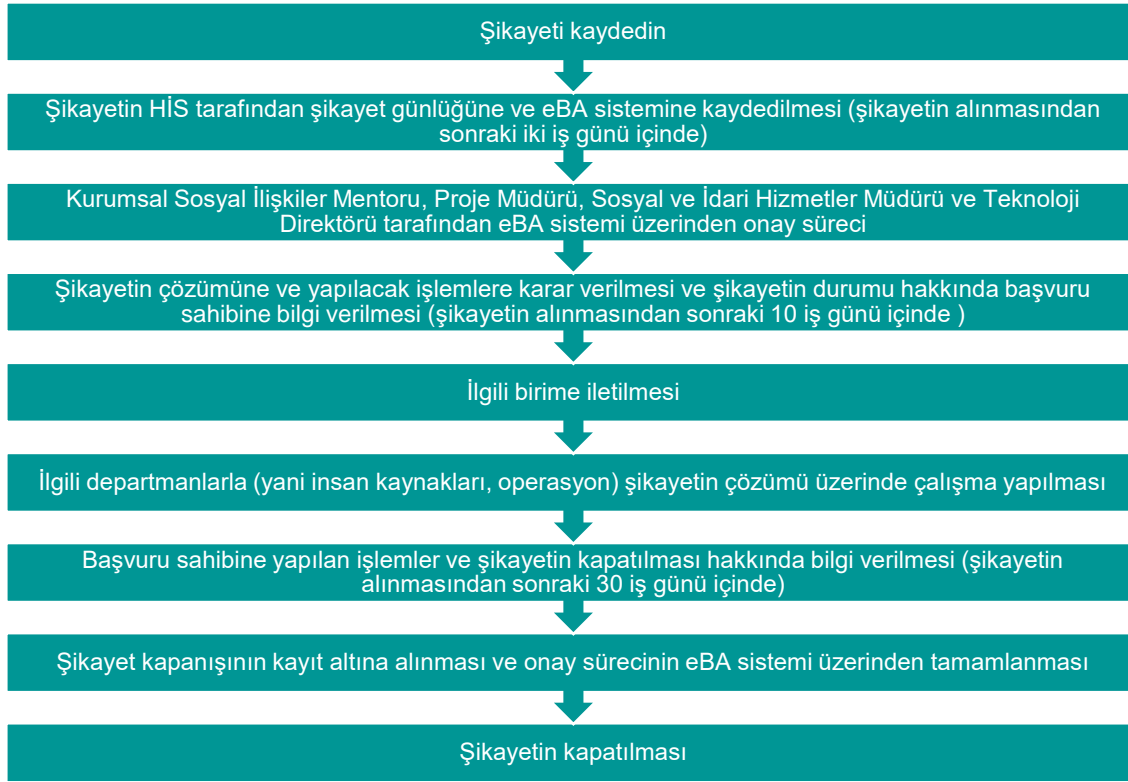 Şikayeti kaydedin
Şikayetin HİS tarafından şikayet günlüğüne ve eBA sistemine kaydedilmesi (şikayetin alınmasından
sonraki iki iş günü içinde)
Kurumsal Sosyal İlişkiler Mentoru, Proje Müdürü, Sosyal ve İdari Hizmetler Müdürü ve Teknoloji
Direktörü tarafından eBA sistemi üzerinden onay süreci
Şikayetin çözümüne ve yapılacak işlemlere karar verilmesi ve şikayetin durumu hakkında başvuru
sahibine bilgi verilmesi (şikayetin alınmasından sonraki 10 iş günü içinde )
İlgili birime iletilmesi
İlgili departmanlarla (yani insan kaynakları, operasyon) şikayetin çözümü üzerinde çalışma yapılması
Başvuru sahibine yapılan işlemler ve şikayetin kapatılması hakkında bilgi verilmesi (şikayetin
alınmasından sonraki 30 iş günü içinde)
Şikayet kapanışının kayıt altına alınması ve onay sürecinin eBA sistemi üzerinden tamamlanması
Şikayetin kapatılması